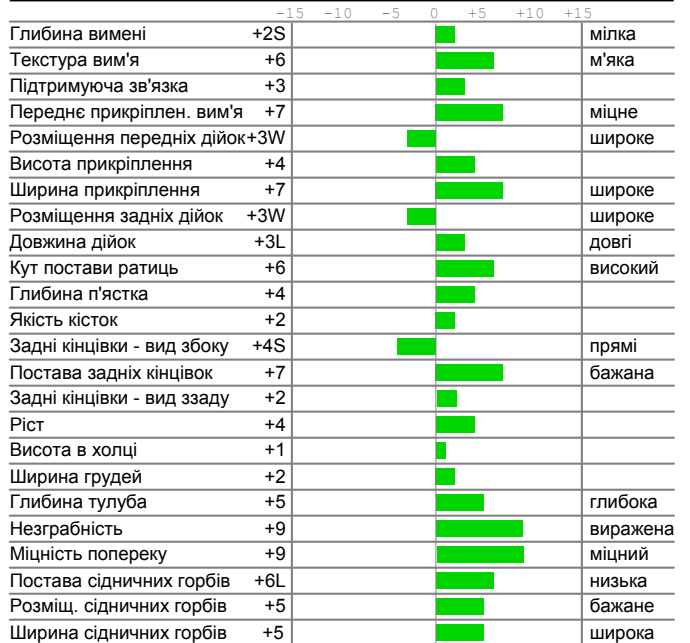 -15 -10 -5 0 +5 +10 +15
Глибина вимені +2S мілка
Текстура вим'я +6 м'яка
Підтримуюча зв'язка +3
Переднє прикріплен. вим'я +7 міцне
Розміщення передніх дійок+3W широке
Висота прикріплення +4
Ширина прикріплення +7 широке
Розміщення задніх дійок +3W широке
Довжина дійок +3L довгі
Кут постави ратиць +6 високий
Глибина п'ястка +4
Якість кісток +2
Задні кінцівки - вид збоку +4S прямі
Постава задніх кінцівок +7 бажана
Задні кінцівки - вид ззаду +2
Ріст +4
Висота в холці +1
Ширина грудей +2
Глибина тулуба +5 глибока
Незграбність +9 виражена
Міцність попереку +9 міцний
Постава сідничних горбів +6L низька
Розміщ. сідничних горбів +5 бажане
Ширина сідничних горбів +5 широка